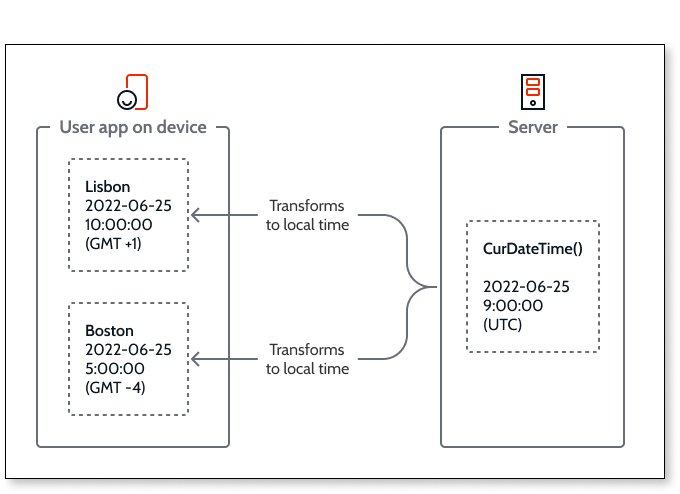 User app on device
Lisbon
2022-06-25
10:00:00
(GMT +1)
Boston
2022-06-25
5:00:00
(GMT -4)
Transforms
to local time
Transforms
to local time
Server
CurDateTime()
2022-06-25
9:00:00
(UTC)